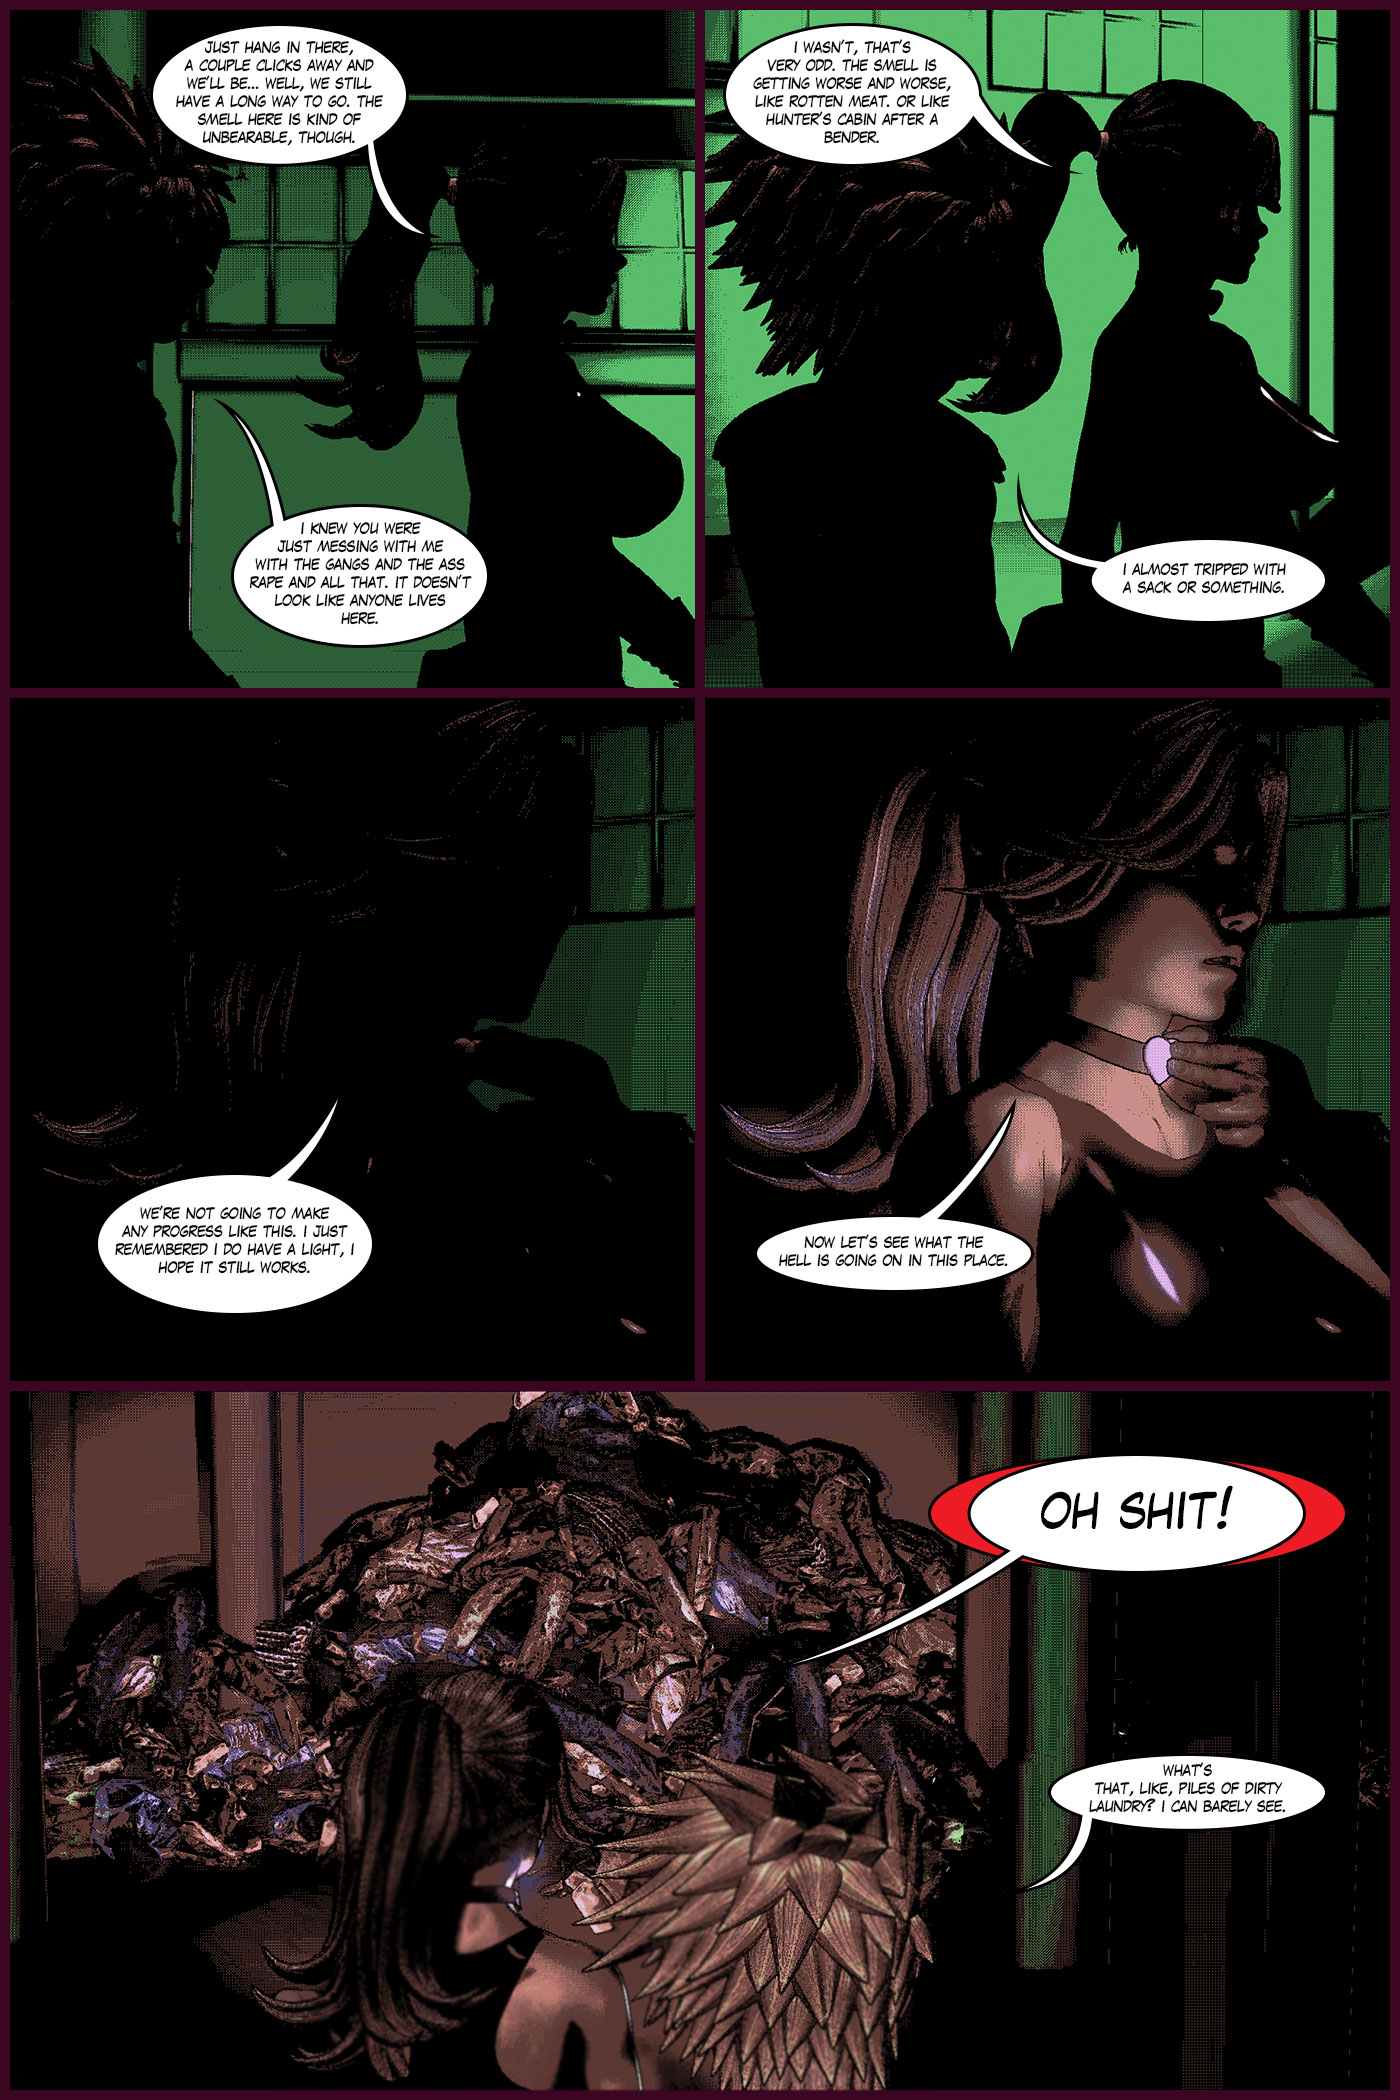 JUST HANG IN THERE,
A COUPLE CLICKS AWAY AND
WE'LL BE... WELL, WE STILL
HAVE A LONG WAY TO GO. THE
SMELL HERE IS KIND OF
UNBEARABLE, THOUGH.
I KNEW YOU WERE
JUST MESSING WITH ME
WITH THE GANGS AND THE ASS
RAPE AND ALL THAT. IT DOESN'T
LOOK LIKE ANYONE LIVES
HERE.
I WASN'T, THAT'S
VERY ODD. THE SMELL IS
GETTING WORSE AND WORSE,
LIKE ROTTEN MEAT. OR LIKE
HUNTER'S CABIN AFTER A
BENDER.
I ALMOST TRIPPED WITH
A SACK OR SOMETHING.
WE'RE NOT GOING TO MAKE
ANY PROGRESS LIKE THIS. I JUST
REMEMBERED I DO HAVE A LIGHT, I
HOPE IT STILL WORKS.
NOW LET'S SEE WHAT THE
HELL IS GOING ON IN THIS PLACE.
OH SHIT!
WHAT'S
THAT, LIKE, PILES OF DIRTY
LAUNDRY? I CAN BARELY SEE.